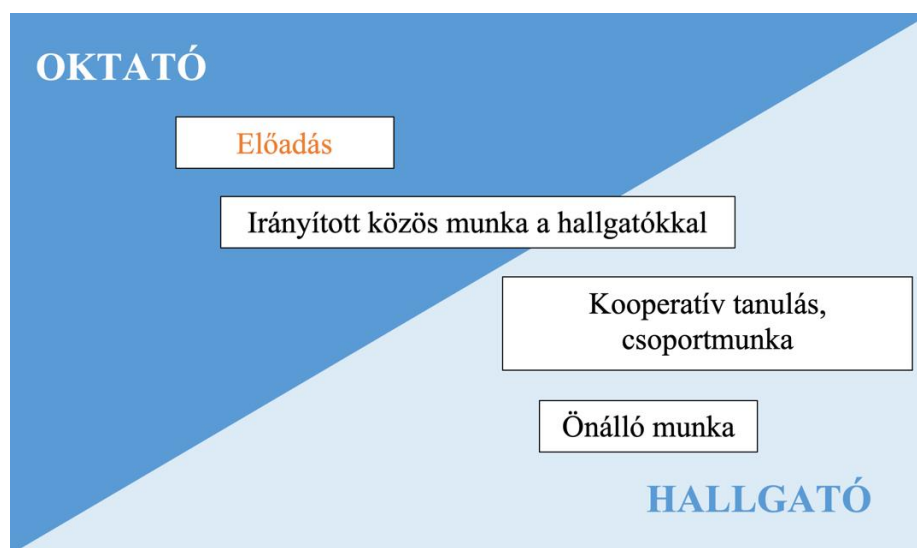 OKTATÓ
Előadás
Irányított közös munka a hallgatókkal
Kooperatív tanulás,
csoportmunka
Önálló munka
HALLGATÓ